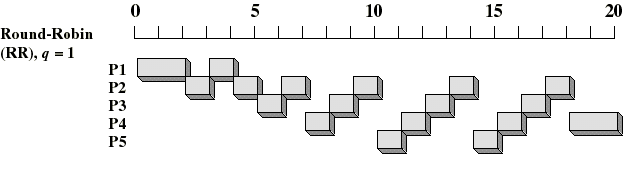 0 5 10 15 20
Round-Robin
(RR), q = 1
P1
P2
P3
P4
P5